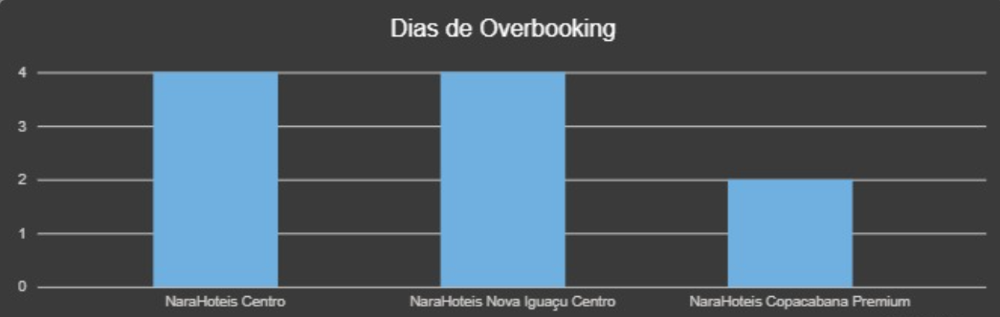 Dias de Overbooking
4
3
2
1
0
NaraHoteis Centro
NaraHoteis Nova Iguaçu Centro
NaraHoteis Copacabana Premium